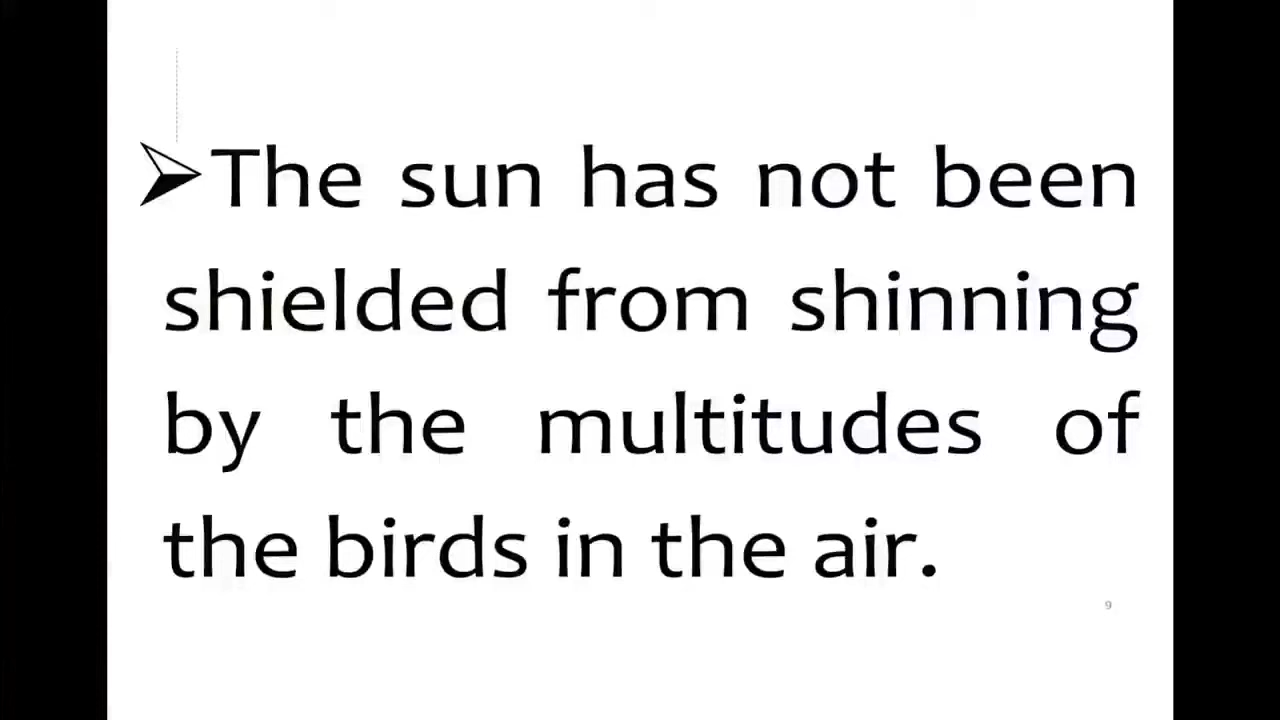 ➢The sun has not been
shielded from shinning
by the multitudes of
the birds in the air.
9